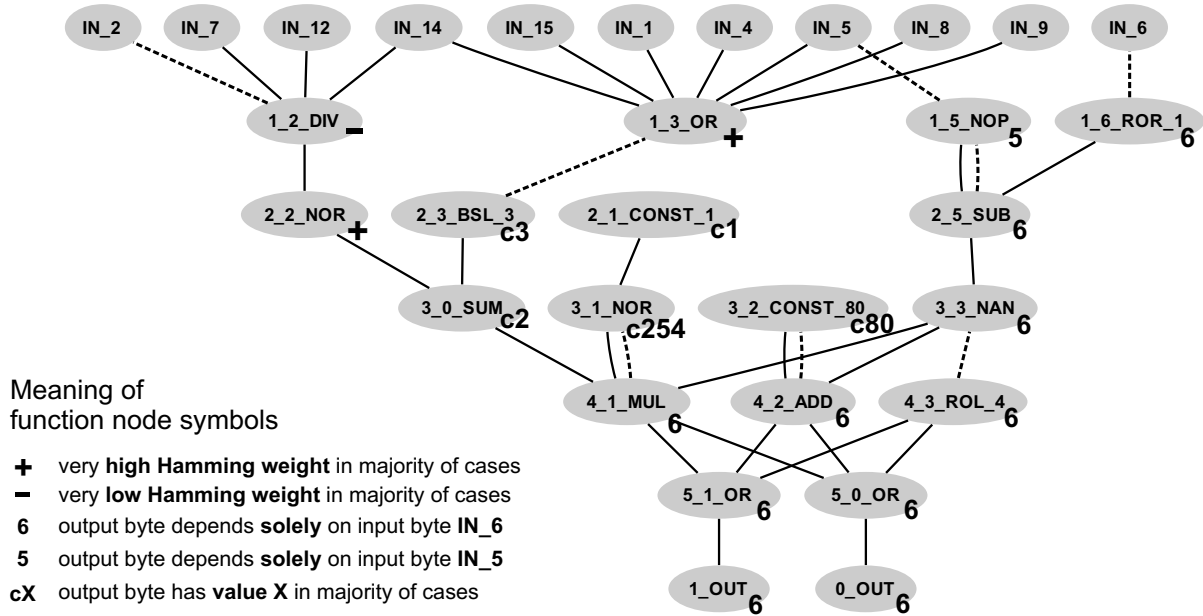 IN_2 IN_7 IN_12 IN_14 IN_15 IN_1 IN_4 IN_5 IN_8 IN_9 IN_6
1_2_DIV - 1_3_OR + 1_5_NOP 5 1_6_ROR_1 6
2_2_NOR + 2_3_BSL_3 c3 2_1_CONST_1 c1 2_5_SUB 6
3_0_SUM c2 3_1_NOR c254 3_2_CONST_80 c80 3_3_NAN 6
4_1_MUL 6 4_2_ADD 6 4_3_ROL_4 6
5_1_OR 6 5_0_OR 6
1_OUT 6 0_OUT 6
Meaning of
function node symbols
+ very high Hamming weight in majority of cases
- very low Hamming weight in majority of cases
6 output byte depends solely on input byte IN_6
5 output byte depends solely on input byte IN_5
cX output byte has value X in majority of cases